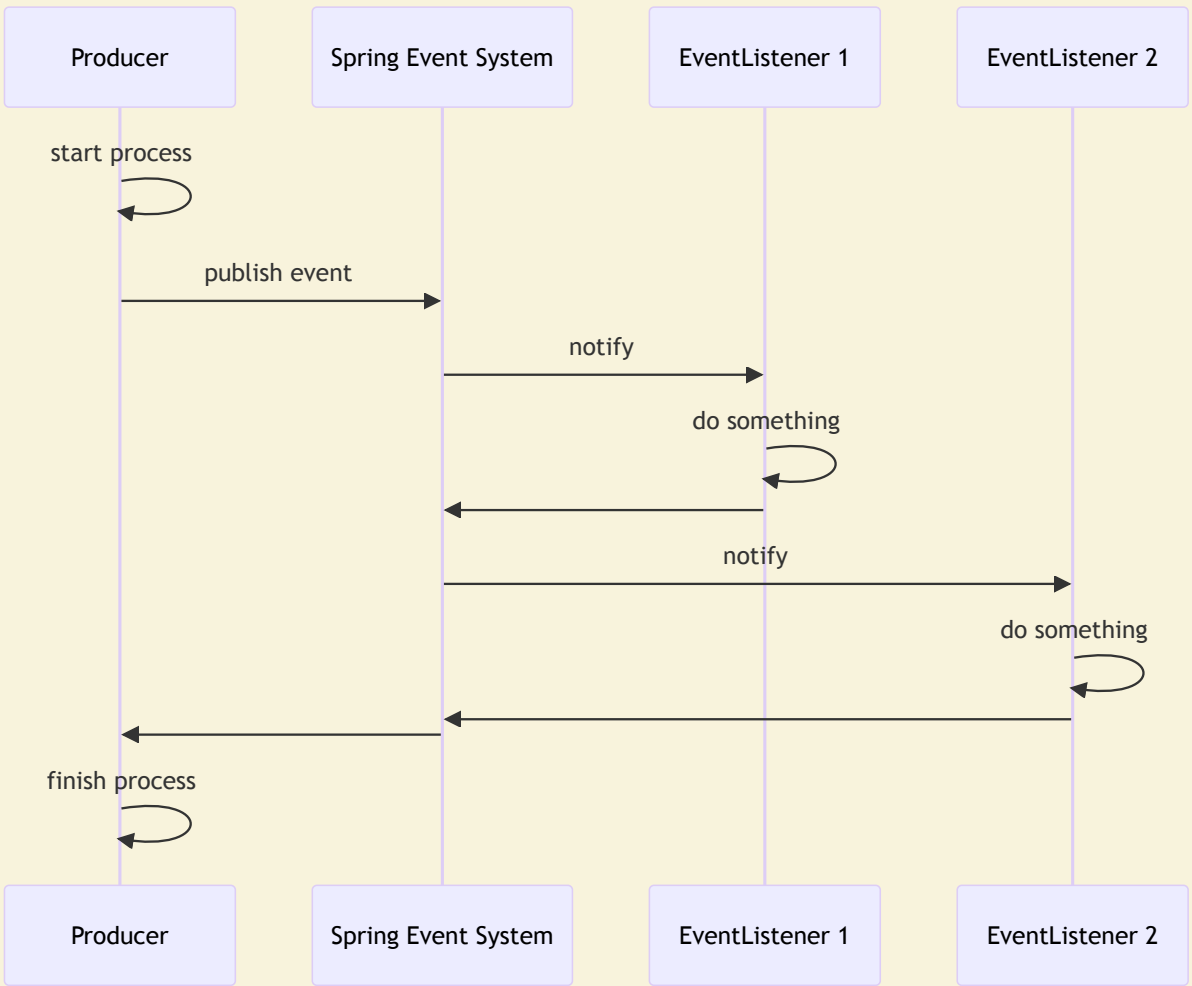 Producer
Spring Event System
EventListener 1
EventListener 2
start process
publish event
notify
do something
notify
do something
finish process
Producer
Spring Event System
EventListener 1
EventListener 2